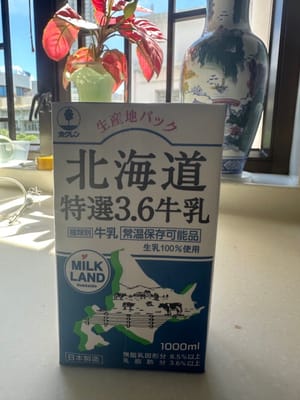 ホクレン
生産地パック
北海道
特選3.6牛乳
種類別 牛乳 常温保存可能品
生乳100%使用
MILK
LAND
Hokkaido
1000ml
日本製造
無脂乳固形分 8.5%以上
乳脂肪分 3.6%以上